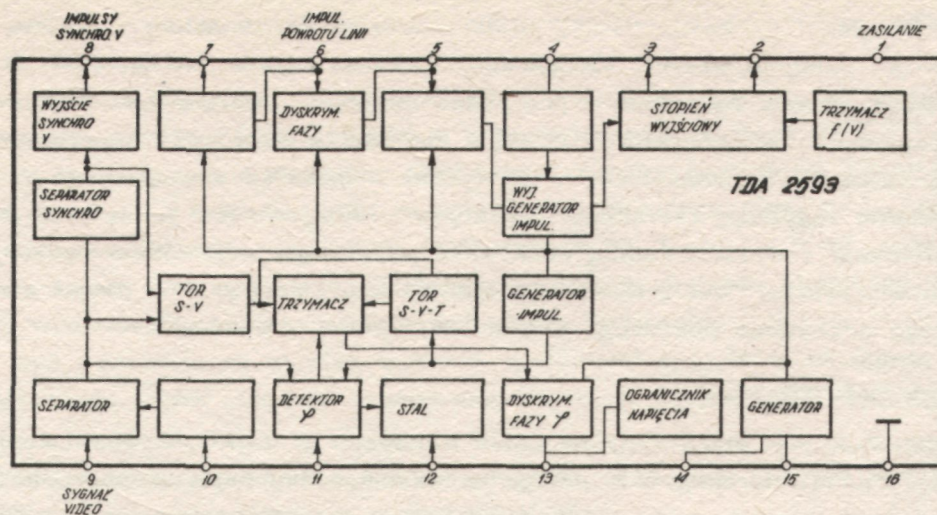 IMPULSY
SYNCHRO V
IMPUL.
POWROTU LINII
ZASILANIE
8
7
6
5
4
3
2
1
WYJŚCIE
SYNCHRO
V
DYSKRYM.
FAZY
STOPIEŃ
WYJŚCIOWY
TRZYMACZ
f(V)
SEPARATOR
SYNCHRO
WYJ.
GENERATOR
IMPUL.
TDA 2593
TOR
S-V
TRZYMACZ
TOR
S-V-T
GENERATOR
-IMPUL.
SEPARATOR
DETEKTOR
φ
STAL
DYSKRYM.
FAZY φ
OGRANICZNIK
NAPIĘCIA
GENERATOR
9
10
11
12
13
14
15
16
SYGNAŁ
VIDEO